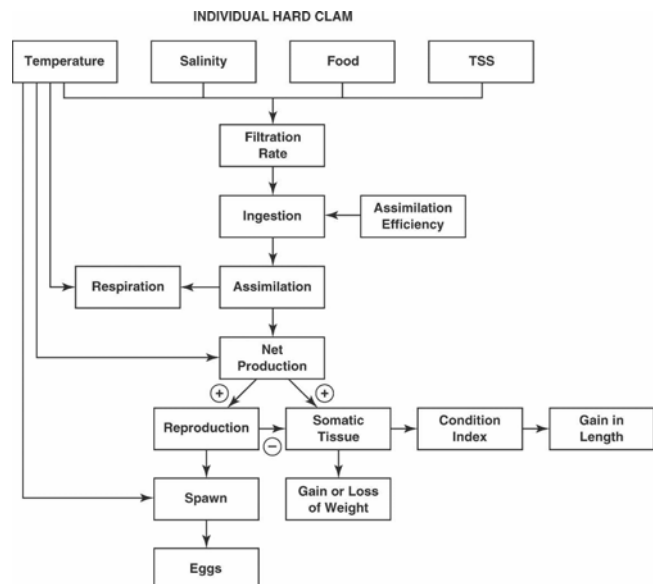 INDIVIDUAL HARD CLAM
Temperature
Salinity
Food
TSS
Filtration
Rate
Ingestion
Assimilation
Efficiency
Respiration
Assimilation
Net
Production
+
+
Reproduction
−
Somatic
Tissue
Condition
Index
Gain in
Length
Spawn
Gain or Loss
of Weight
Eggs